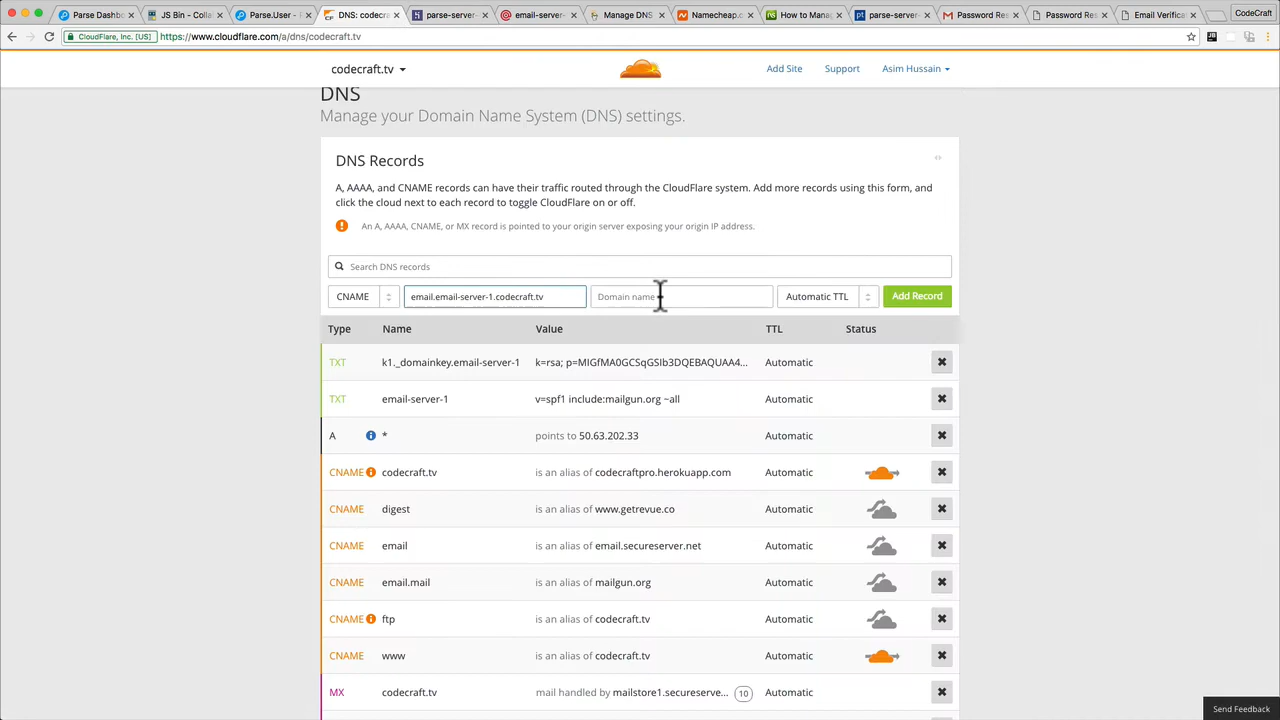 Parse Dashbo
JS Bin - Colla
Parse.User - P
DNS: codecra
parse-server-
email-server-
Manage DNS
Namecheap.c
How to Manag
parse-server-
Password Res
Password Res
Email Verifica
CodeCraft
CloudFlare, Inc. [US]
https://www.cloudflare.com/a/dns/codecraft.tv
codecraft.tv
Add Site
Support
Asim Hussain
DNS
Manage your Domain Name System (DNS) settings.
DNS Records
A, AAAA, and CNAME records can have their traffic routed through the CloudFlare system. Add more records using this form, and
click the cloud next to each record to toggle CloudFlare on or off.
An A, AAAA, CNAME, or MX record is pointed to your origin server exposing your origin IP address.
Search DNS records
CNAME
email.email-server-1.codecraft.tv
Domain name
Automatic TTL
Add Record
Type Name Value TTL Status
TXT k1._domainkey.email-server-1 k=rsa; p=MIGfMA0GCSqGSIb3DQEBAQUAA4... Automatic
TXT email-server-1 v=spf1 include:mailgun.org ~all Automatic
A * points to 50.63.202.33 Automatic
CNAME codecraft.tv is an alias of codecraftpro.herokuapp.com Automatic
CNAME digest is an alias of www.getrevue.co Automatic
CNAME email is an alias of email.secureserver.net Automatic
CNAME email.mail is an alias of mailgun.org Automatic
CNAME ftp is an alias of codecraft.tv Automatic
CNAME www is an alias of codecraft.tv Automatic
MX codecraft.tv mail handled by mailstore1.secureserve... 10 Automatic
Send Feedback